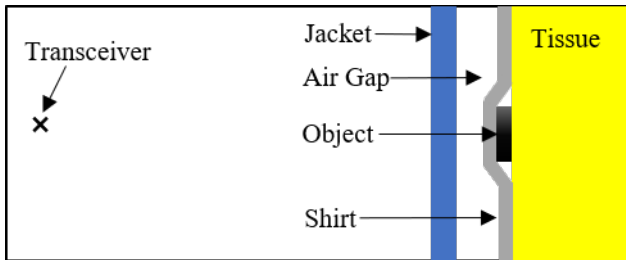 Transceiver
Jacket
Air Gap
Object
Shirt
Tissue